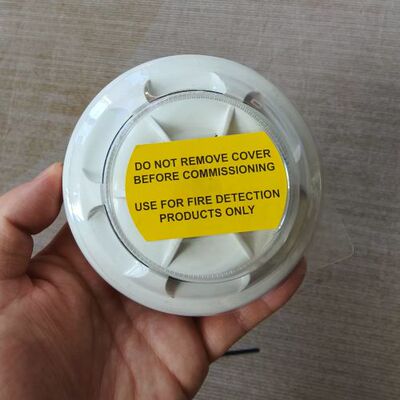 DO NOT REMOVE COVER
BEFORE COMMISSIONING
USE FOR FIRE DETECTION
PRODUCTS ONLY